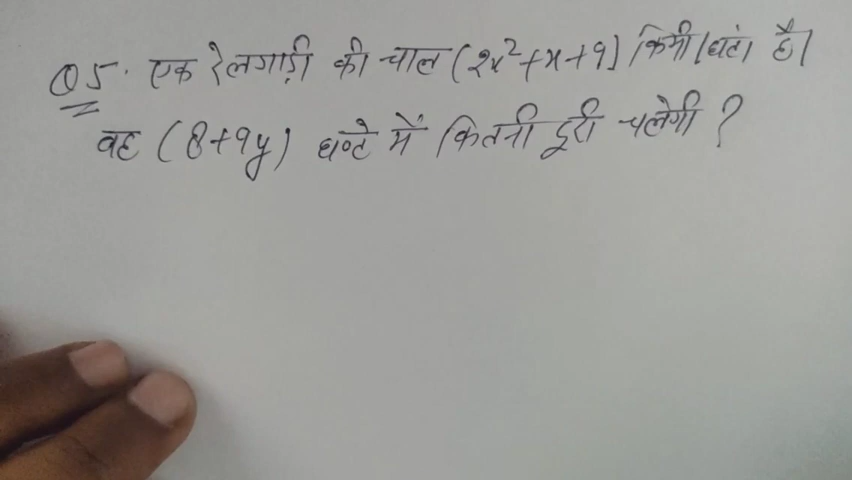 Q5. एक रेलगाड़ी की चाल (2x²+x+9) किमी/घंटा है।
वह (8+9y) घण्टे में कितनी दूरी चलेगी ?